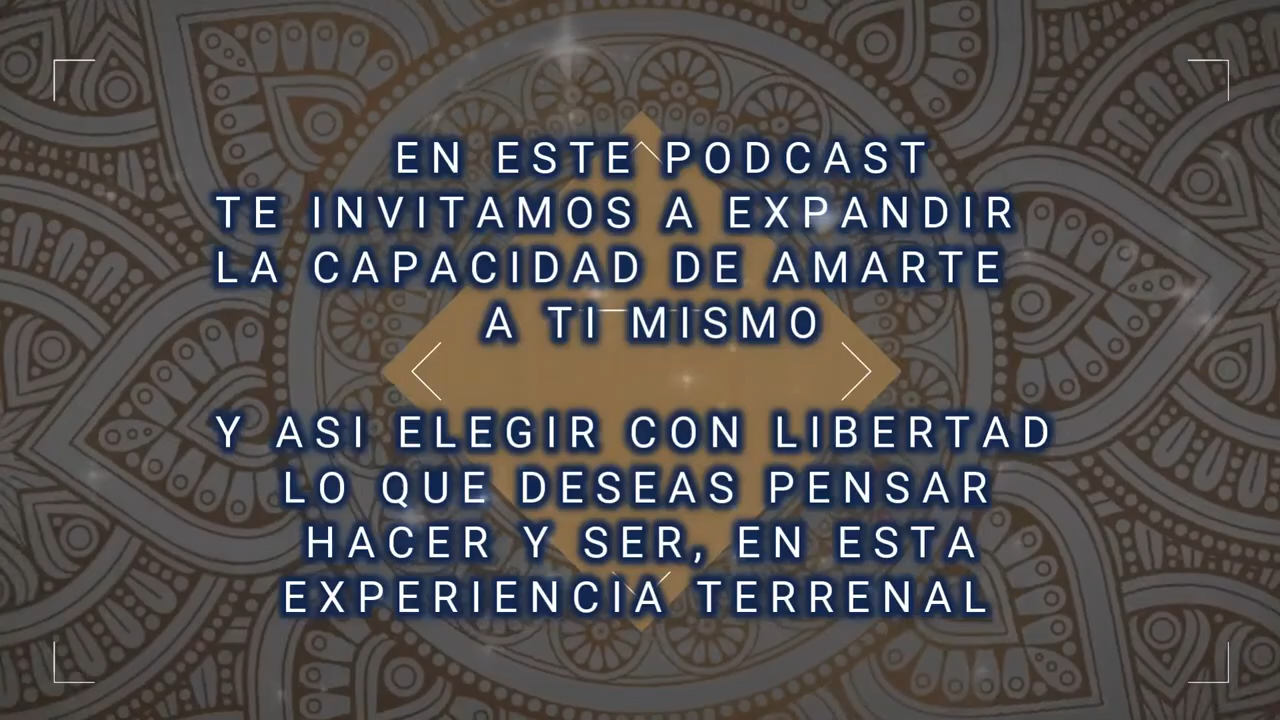 EN ESTE PODCAST
TE INVITAMOS A EXPANDIR
LA CAPACIDAD DE AMARTE
A TI MISMO
Y ASI ELEGIR CON LIBERTAD
LO QUE DESEAS PENSAR
HACER Y SER, EN ESTA
EXPERIENCIA TERRENAL